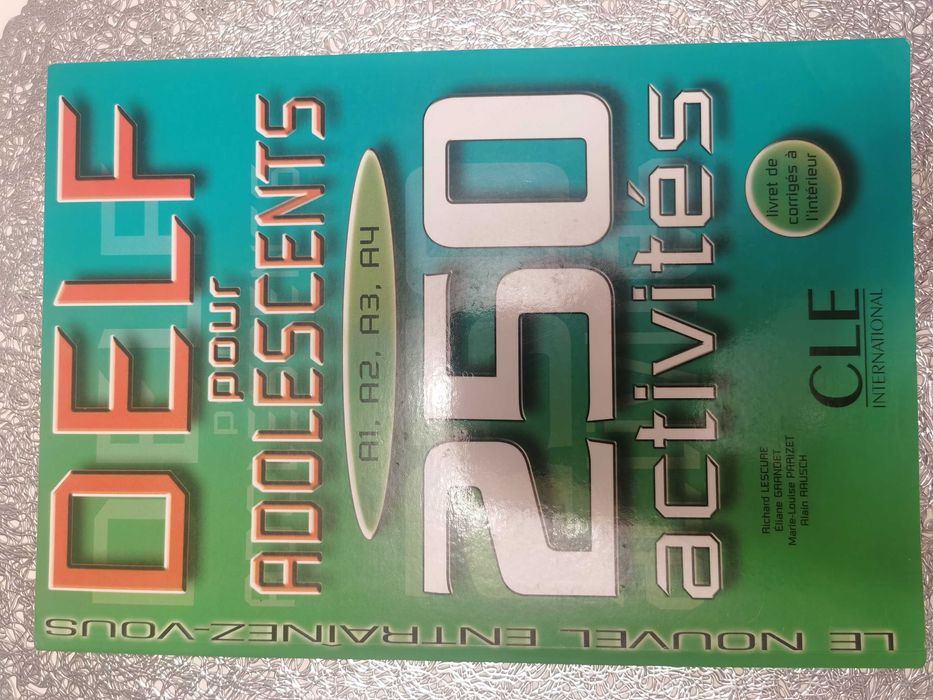 LE NOUVEL ENTRAÎNEZ-VOUS
DELF
pour
ADOLESCENTS
A1, A2, A3, A4
250
activités
livret de
corrigés à
l'intérieur
Richard LESCURE
Éliane GRANDET
Marie-Louise PARIZET
Alain RAUSCH
CLE
INTERNATIONAL